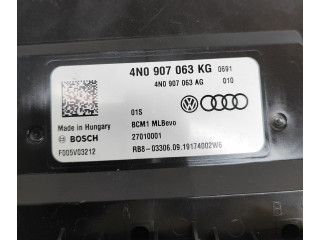 4N0 907 063 KG 0691
4N0 907 063 AG 010
01S
Made in Hungary BCM1 MLBevo
BOSCH 27010001
F005V03212 RB8-03306.09.19174002W6